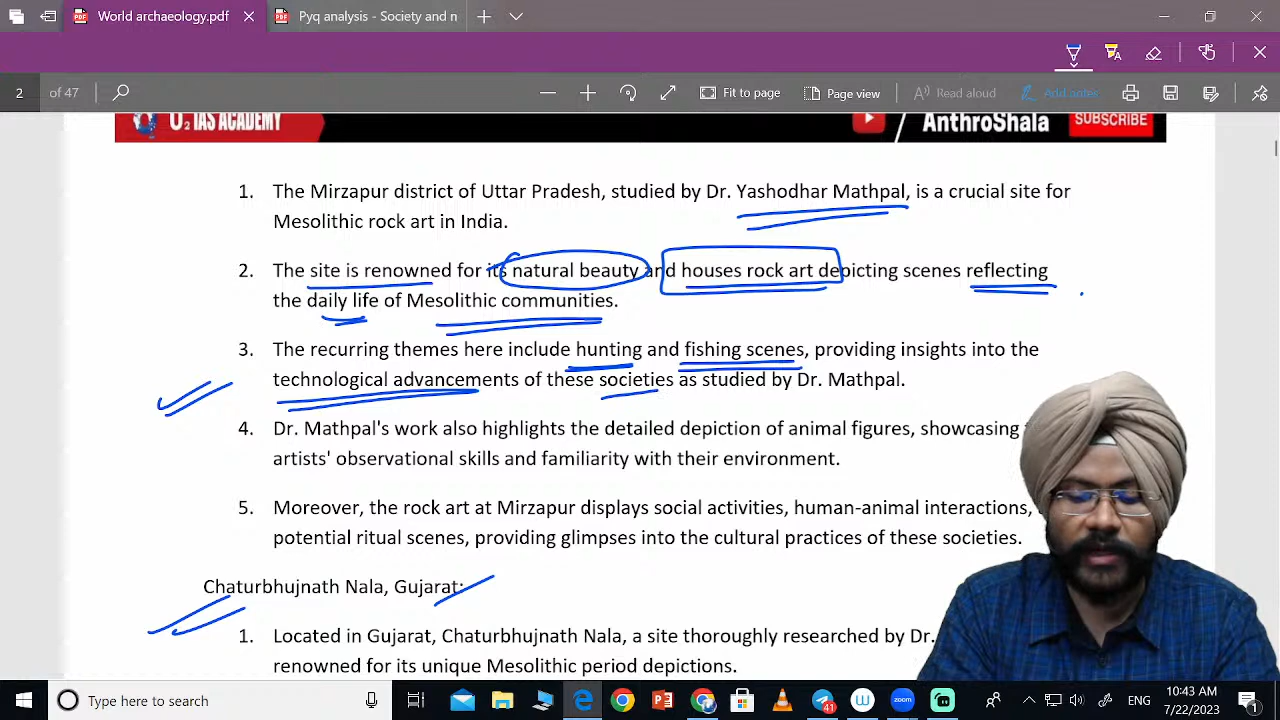 World archaeology.pdf
Pyq analysis - Society and n
2 of 47
Fit to page
Page view
Read aloud
Add notes
O2 IAS ACADEMY
AnthroShala
SUBSCRIBE
1. The Mirzapur district of Uttar Pradesh, studied by Dr. Yashodhar Mathpal, is a crucial site for
Mesolithic rock art in India.
2. The site is renowned for its natural beauty and houses rock art depicting scenes reflecting
the daily life of Mesolithic communities.
3. The recurring themes here include hunting and fishing scenes, providing insights into the
technological advancements of these societies as studied by Dr. Mathpal.
4. Dr. Mathpal's work also highlights the detailed depiction of animal figures, showcasing
artists' observational skills and familiarity with their environment.
5. Moreover, the rock art at Mirzapur displays social activities, human-animal interactions,
potential ritual scenes, providing glimpses into the cultural practices of these societies.
Chaturbhujnath Nala, Gujarat:
1. Located in Gujarat, Chaturbhujnath Nala, a site thoroughly researched by Dr.
renowned for its unique Mesolithic period depictions.
Type here to search
41
zoom
ENG
10:43 AM
7/22/2023
1